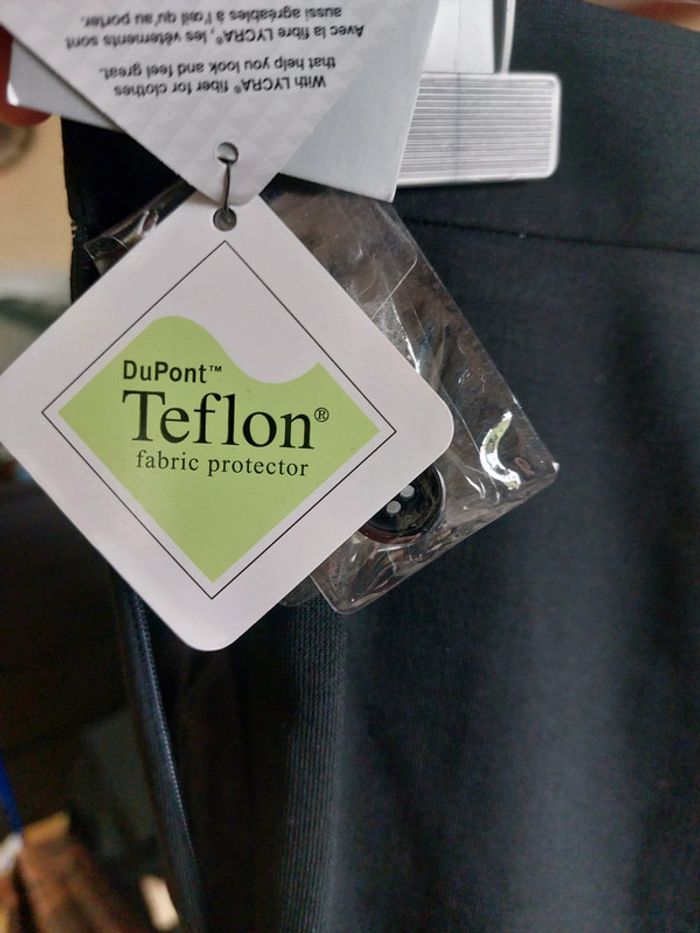 With LYCRA® fiber for clothes
that help you look and feel great.
Avec la fibre LYCRA®, les vêtements sont
aussi agréables à l'œil qu'au porter.
DuPont™
Teflon®
fabric protector